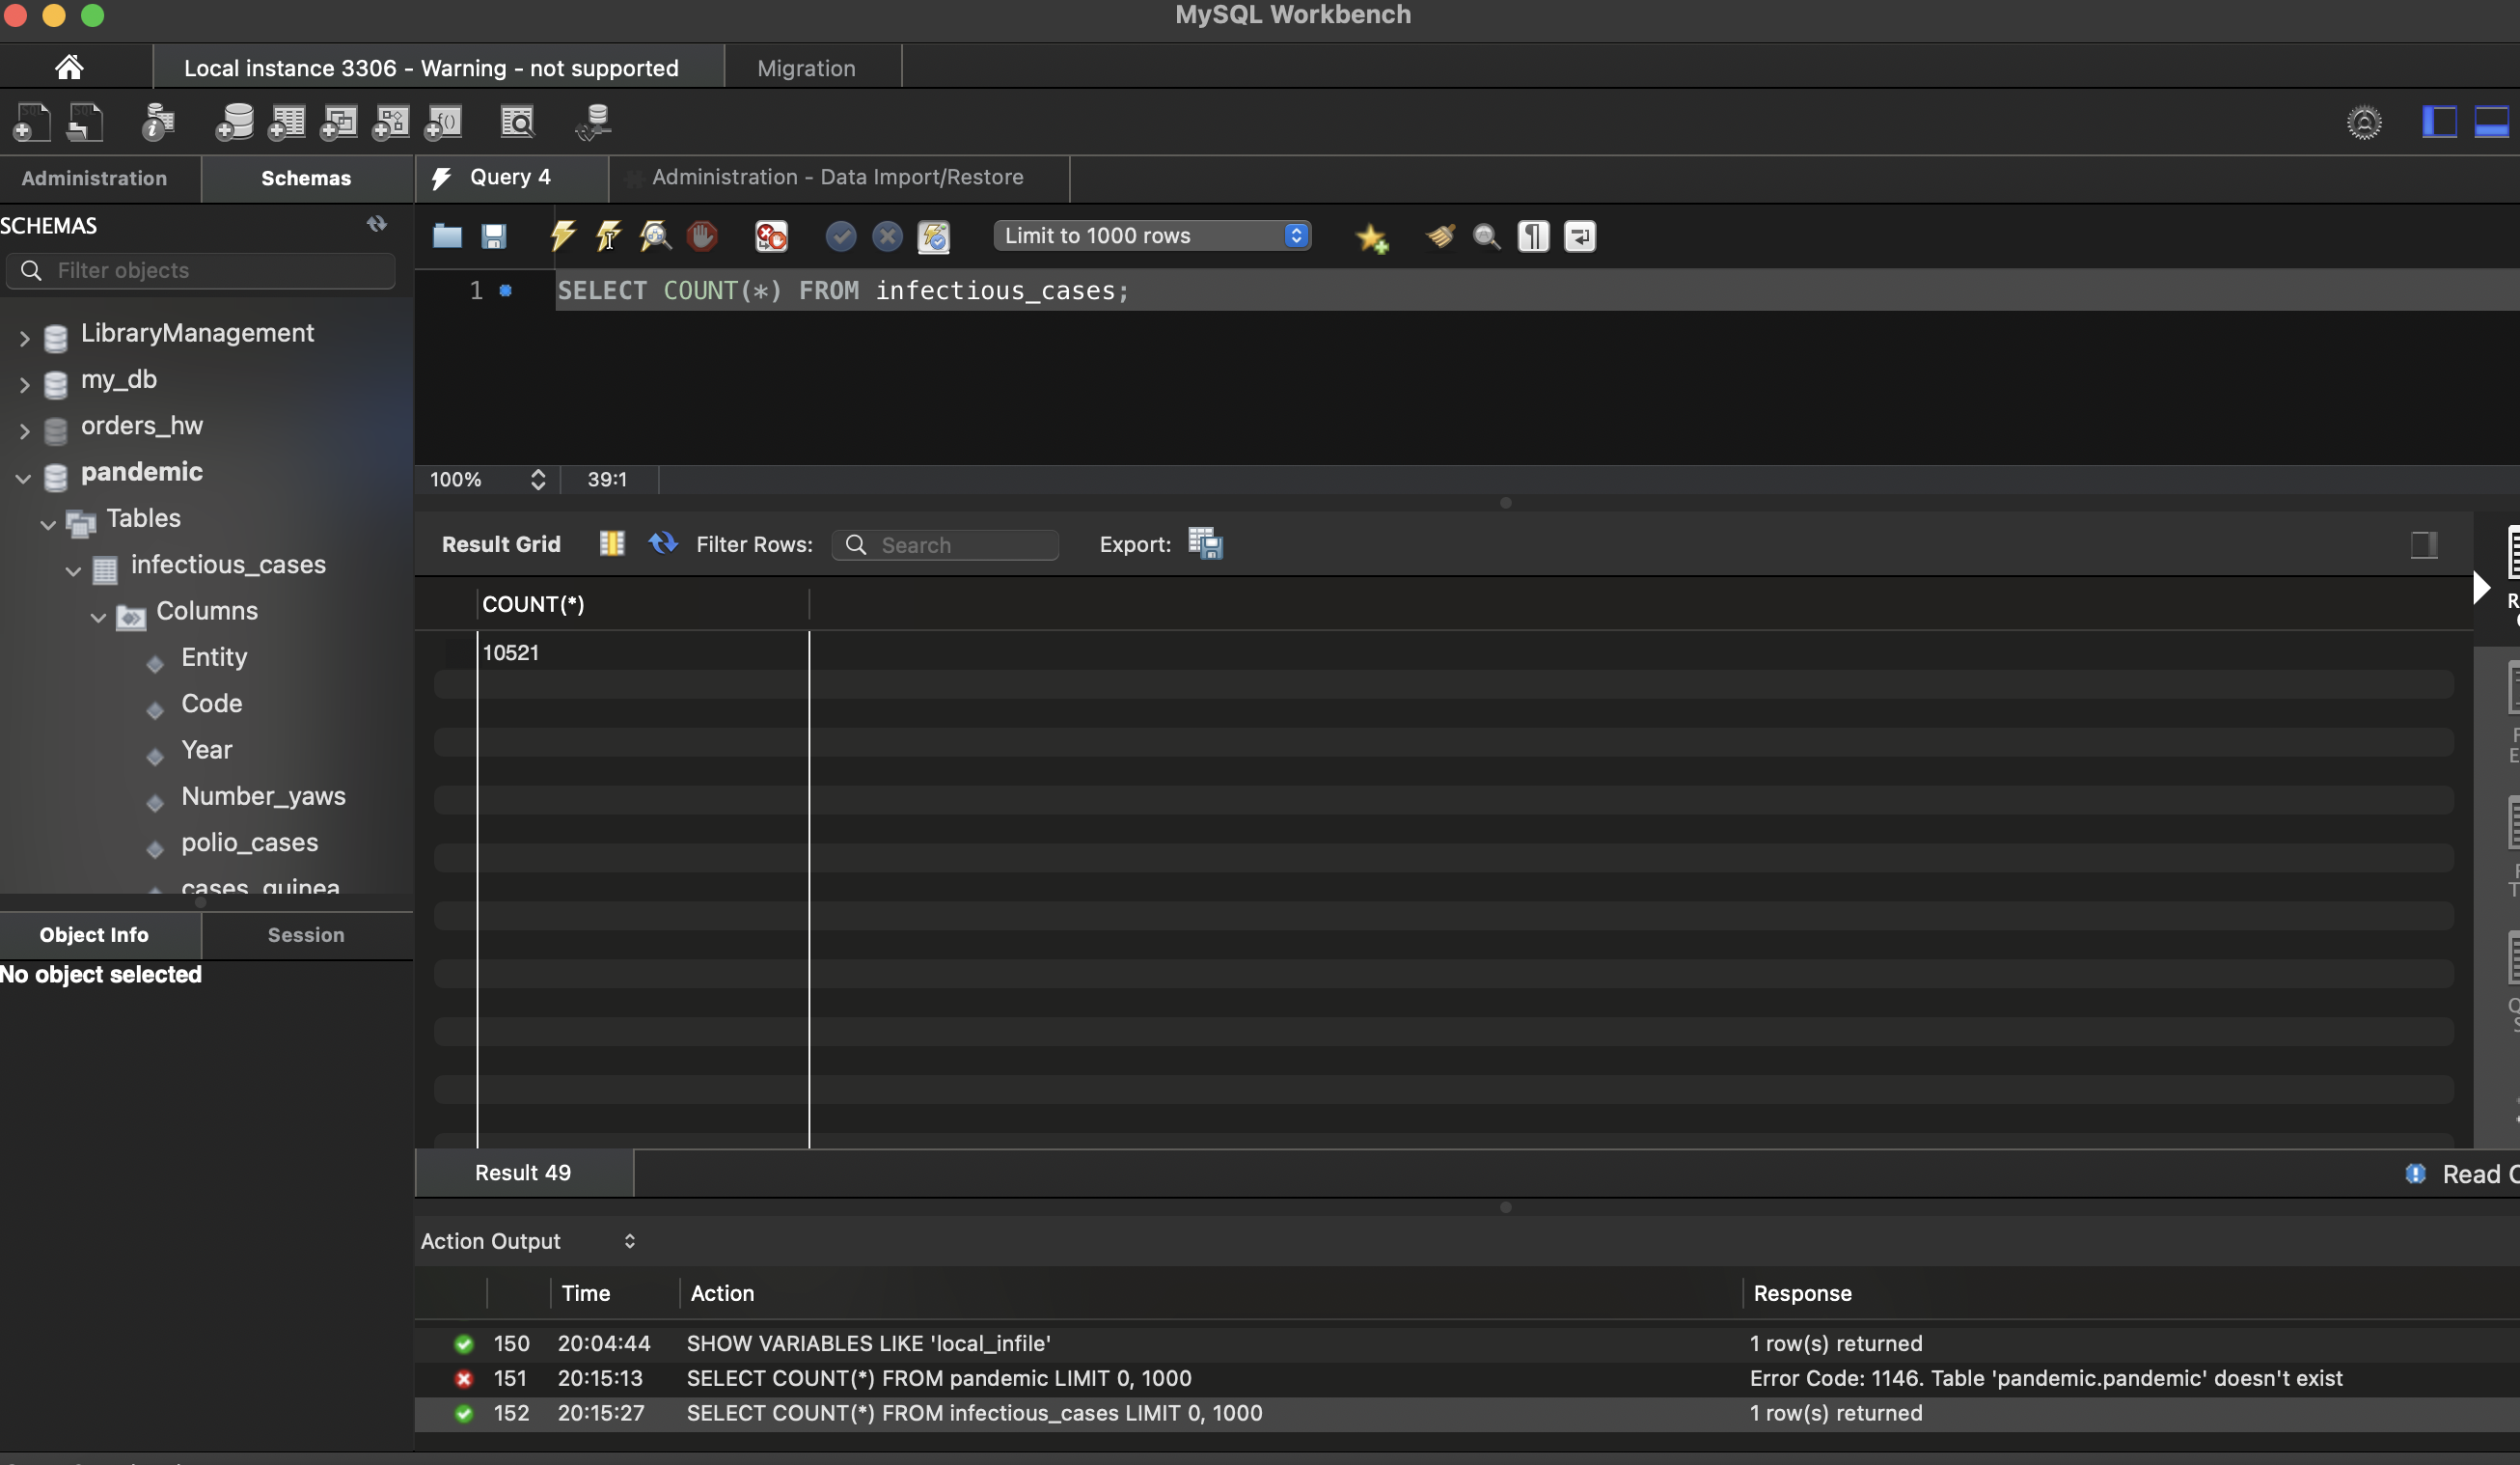 MySQL Workbench
Local instance 3306 - Warning - not supported
Migration
Administration
Schemas
Query 4
Administration - Data Import/Restore
SCHEMAS
Filter objects
Limit to 1000 rows
1
SELECT COUNT(*) FROM infectious_cases;
LibraryManagement
my_db
orders_hw
pandemic
Tables
infectious_cases
Columns
Entity
Code
Year
Number_yaws
polio_cases
cases_guinea
100%
39:1
Result Grid
Filter Rows:
Search
Export:
COUNT(*)
10521
Object Info
Session
No object selected
Result 49
Read
Action Output
Time Action Response
150 20:04:44 SHOW VARIABLES LIKE 'local_infile' 1 row(s) returned
151 20:15:13 SELECT COUNT(*) FROM pandemic LIMIT 0, 1000 Error Code: 1146. Table 'pandemic.pandemic' doesn't exist
152 20:15:27 SELECT COUNT(*) FROM infectious_cases LIMIT 0, 1000 1 row(s) returned